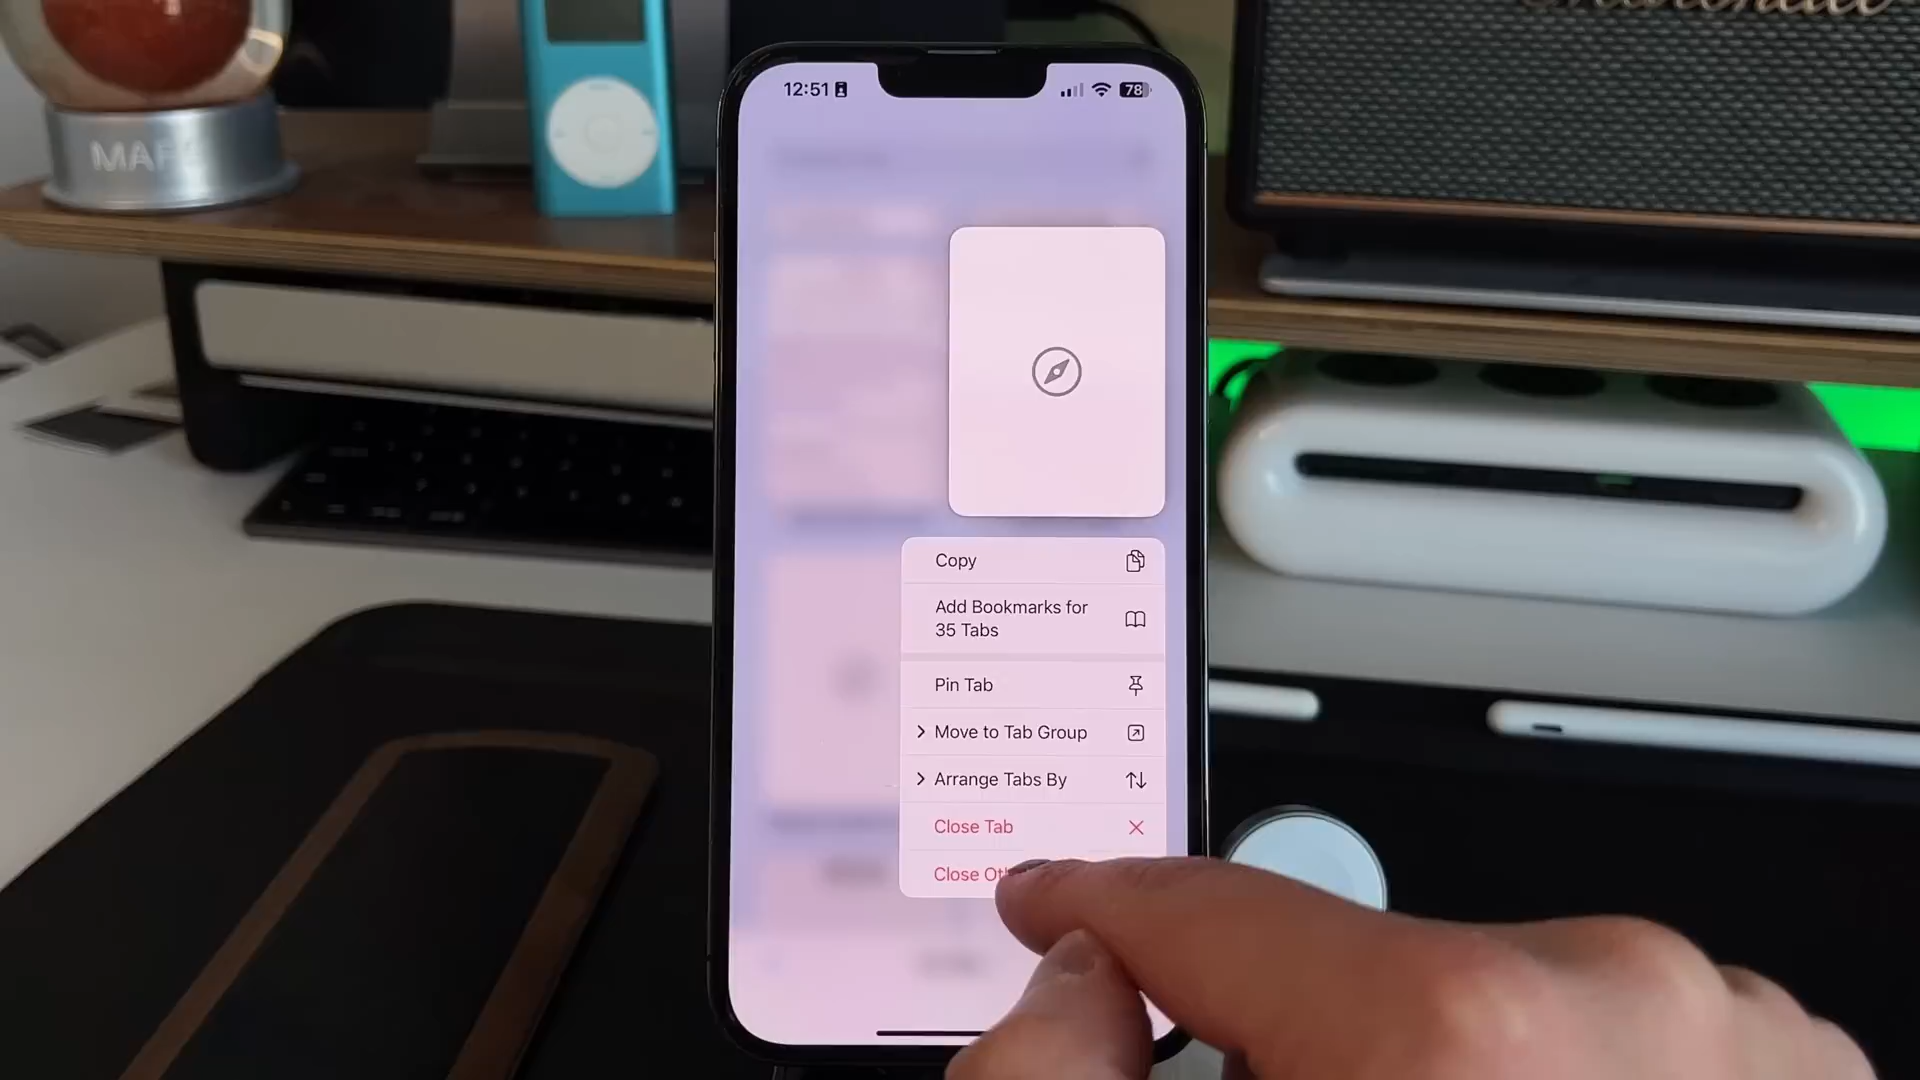 12:51
78
Copy
Add Bookmarks for
35 Tabs
Pin Tab
Move to Tab Group
Arrange Tabs By
Close Tab
Close